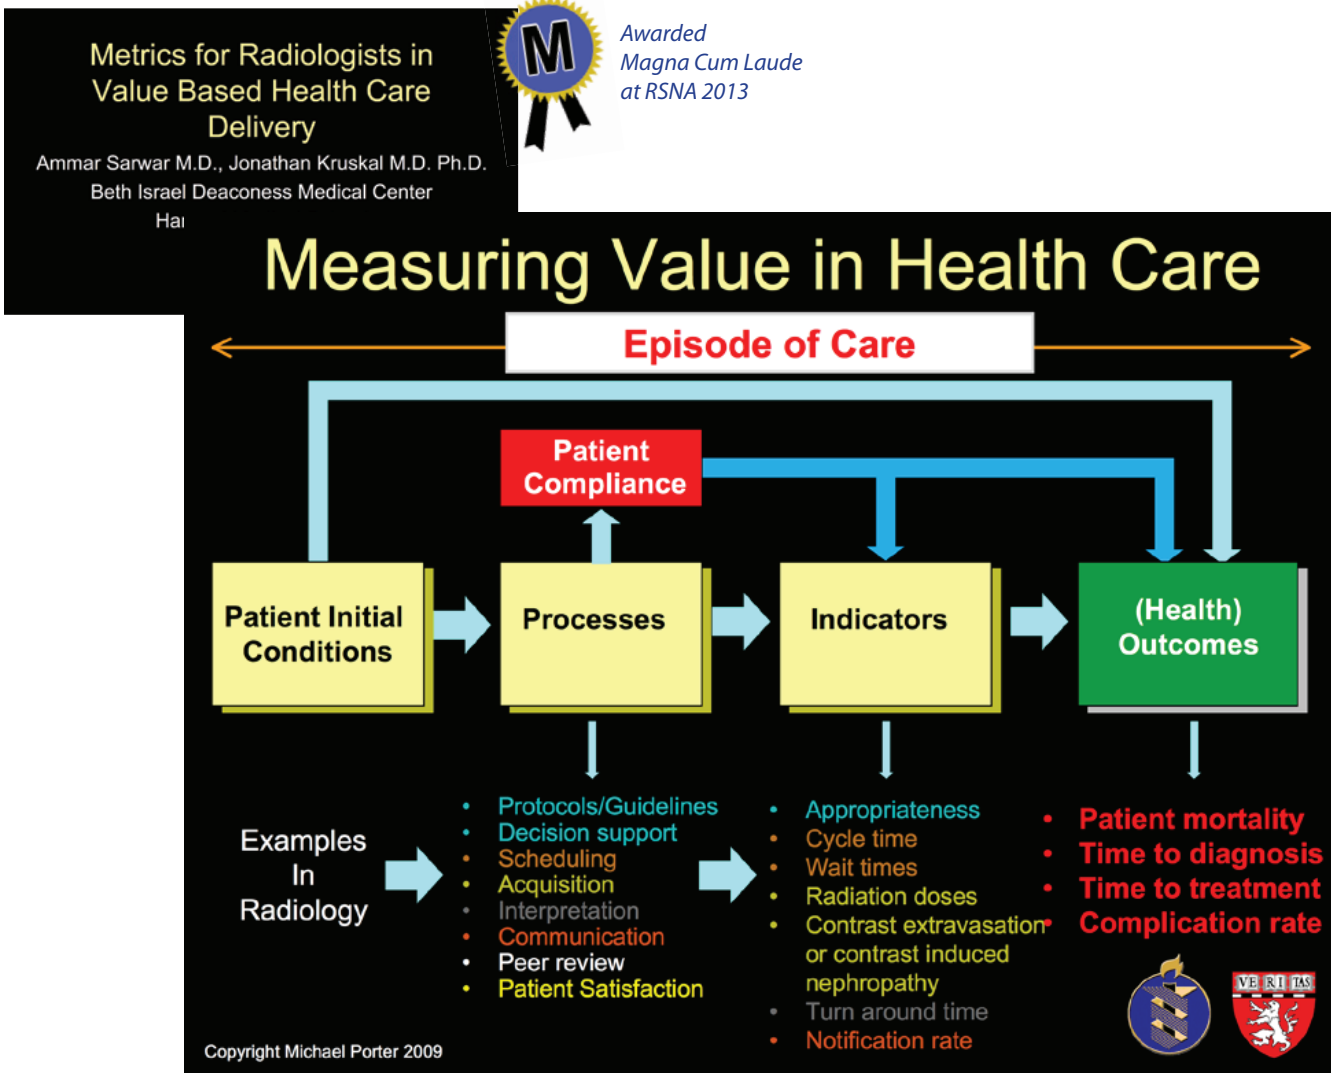 Metrics for Radiologists in
Value Based Health Care
Delivery
Ammar Sarwar M.D., Jonathan Kruskal M.D. Ph.D.
Beth Israel Deaconess Medical Center
M
Awarded
Magna Cum Laude
at RSNA 2013
Measuring Value in Health Care
Episode of Care
Patient
Compliance
Patient Initial
Conditions
Processes
Indicators
(Health)
Outcomes
Examples
In
Radiology
• Protocols/Guidelines
• Decision support
• Scheduling
• Acquisition
• Interpretation
• Communication
• Peer review
• Patient Satisfaction
• Appropriateness
• Cycle time
• Wait times
• Radiation doses
• Contrast extravasation
or contrast induced
nephropathy
• Turn around time
• Notification rate
• Patient mortality
• Time to diagnosis
• Time to treatment
• Complication rate
VE RI TAS
Copyright Michael Porter 2009